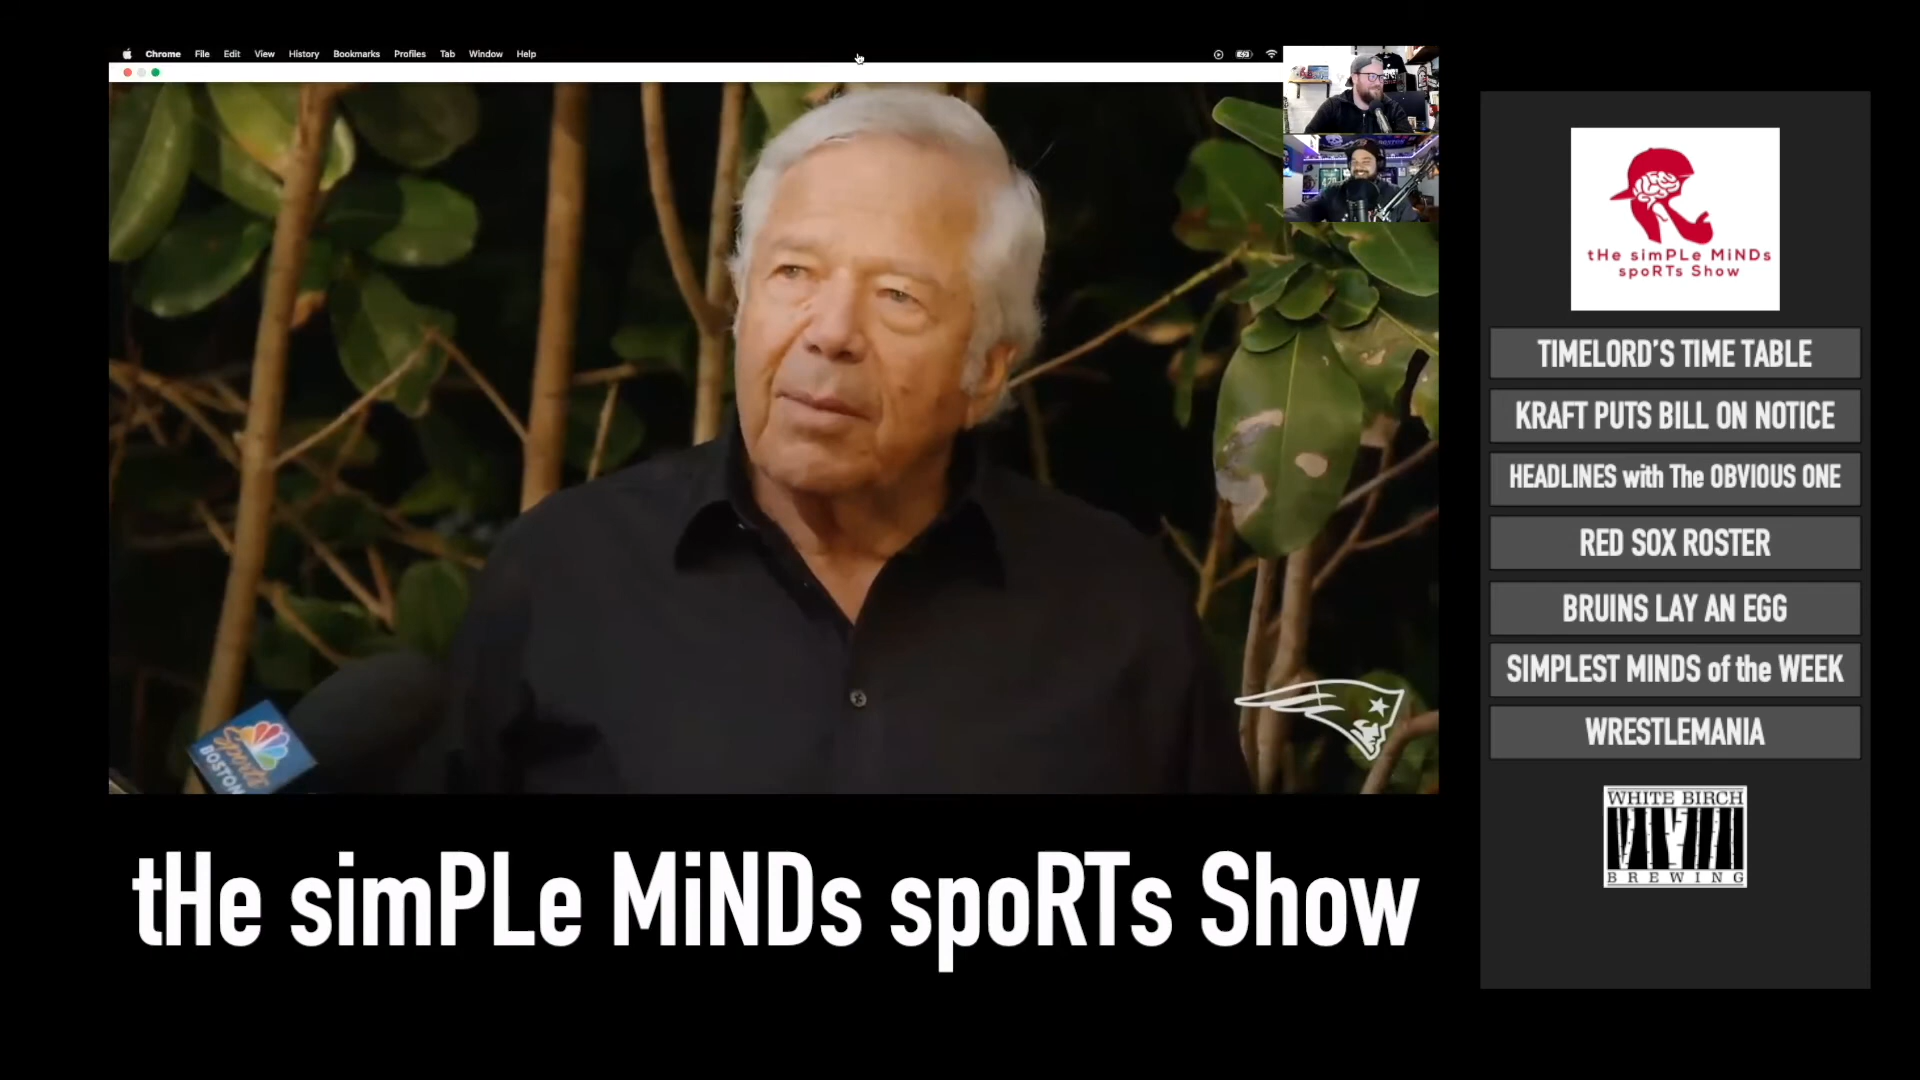 Chrome File Edit View History Bookmarks Profiles Tab Window Help
tHe simPLe MiNDs
spoRTs Show
TIMELORD'S TIME TABLE
KRAFT PUTS BILL ON NOTICE
HEADLINES with The OBVIOUS ONE
RED SOX ROSTER
BRUINS LAY AN EGG
SIMPLEST MINDS of the WEEK
WRESTLEMANIA
WHITE BIRCH
BREWING
Sports
BOSTON
tHe simPLe MiNDs spoRTs Show